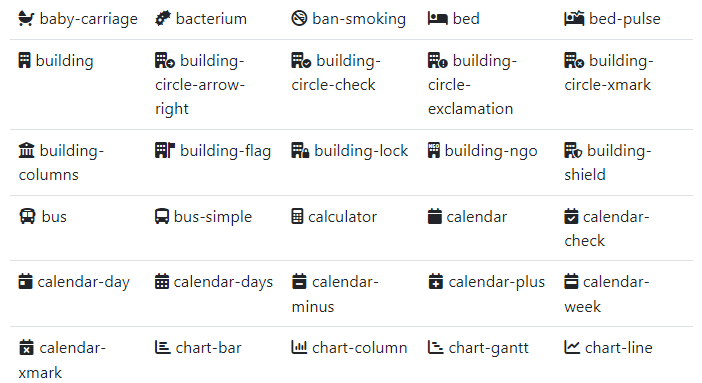 baby-carriage bacterium ban-smoking bed bed-pulse
building building-circle-arrow-right building-circle-check building-circle-exclamation building-circle-xmark
building-columns building-flag building-lock building-ngo building-shield
bus bus-simple calculator calendar calendar-check
calendar-day calendar-days calendar-minus calendar-plus calendar-week
calendar-xmark chart-bar chart-column chart-gantt chart-line